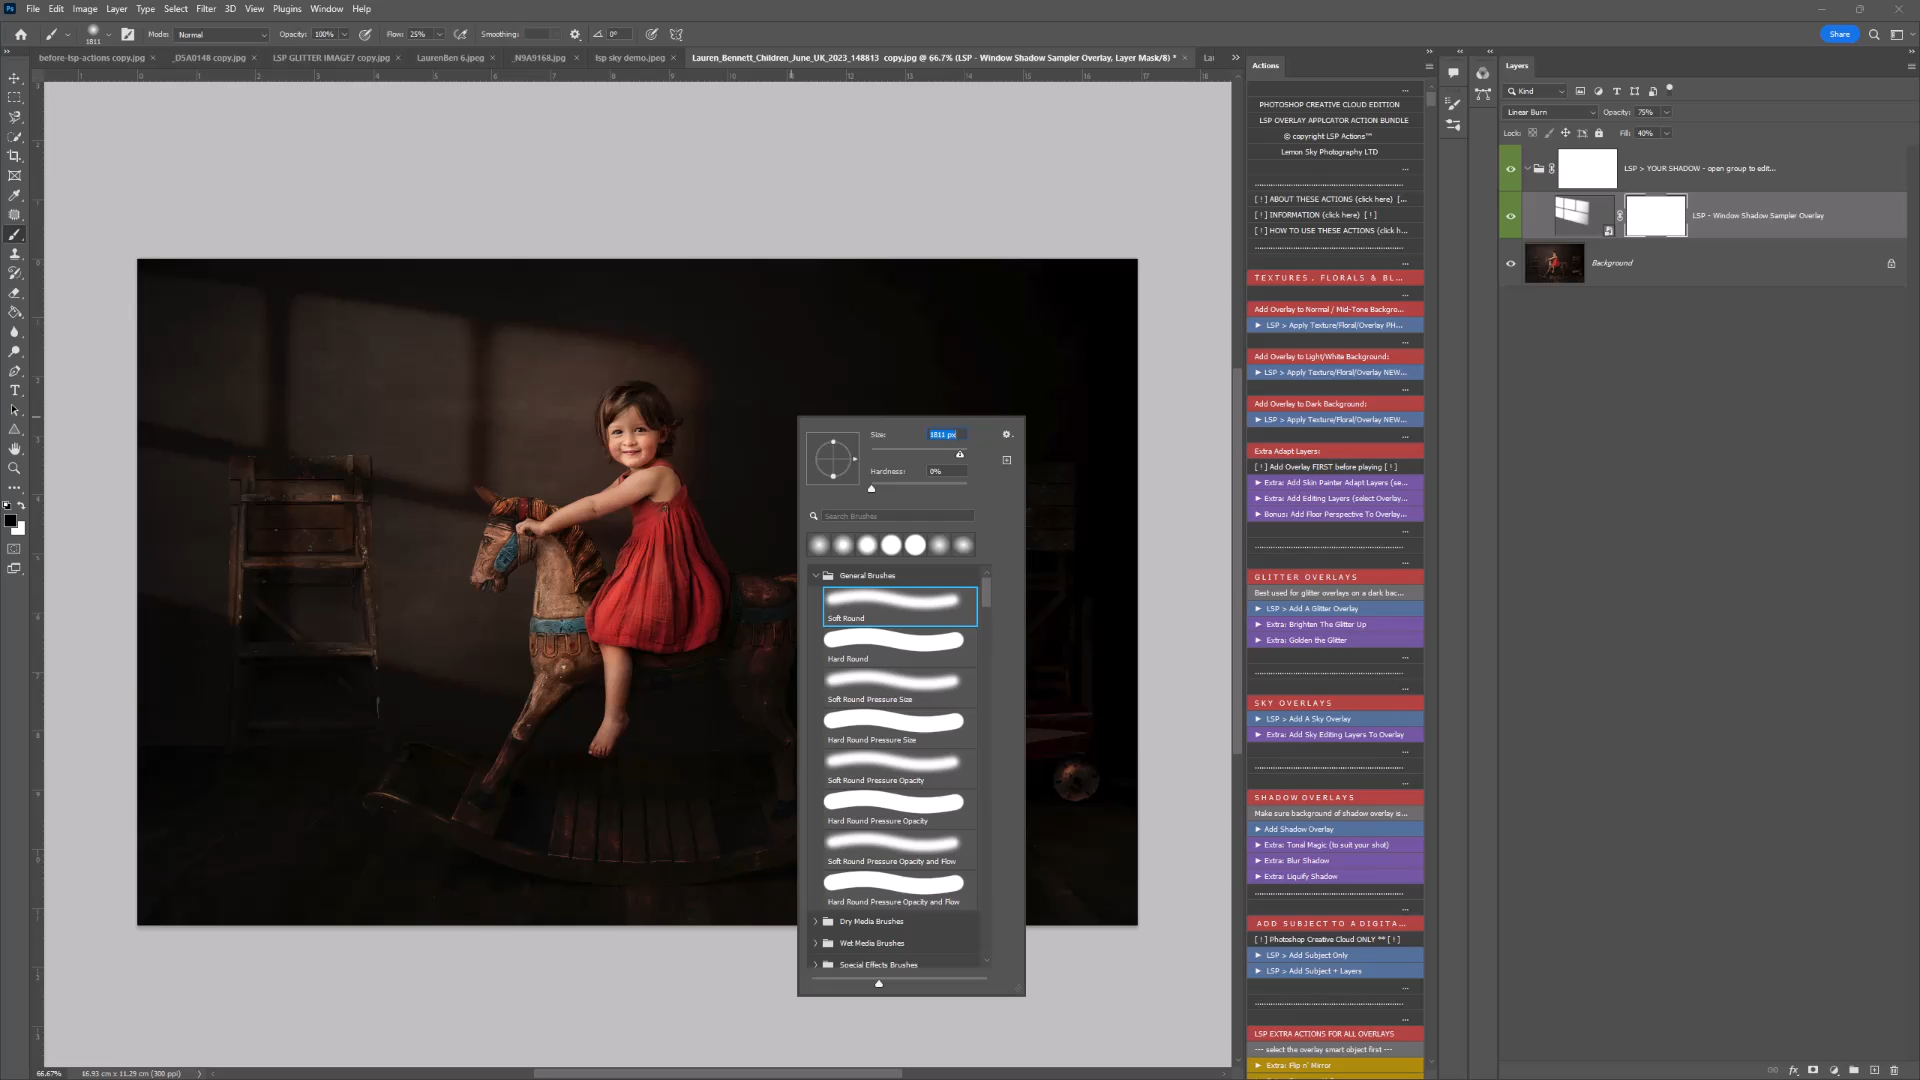 File Edit Image Layer Type Select Filter 3D View Plugins Window Help
1811 Mode: Normal Opacity: 100% Flow: 25% Smoothing: 0° Share
before-lsp-actions copy.jpg _D5A0148 copy.jpg LSP GLITTER IMAGE7 copy.jpg LaurenBen 6.jpeg _N9A9168.jpg lsp sky demo.jpeg Lauren_Bennett_Children_June_UK_2023_148813 copy.jpg @ 66.7% (LSP - Window Shadow Sampler Overlay, Layer Mask/8) *
Size: 1811 px
Hardness: 0%
Search Brushes
General Brushes
Soft Round
Hard Round
Soft Round Pressure Size
Hard Round Pressure Size
Soft Round Pressure Opacity
Hard Round Pressure Opacity
Soft Round Pressure Opacity and Flow
Hard Round Pressure Opacity and Flow
Dry Media Brushes
Wet Media Brushes
Special Effects Brushes
66.67% 16.93 cm x 11.29 cm (300 ppi)
Actions
...
PHOTOSHOP CREATIVE CLOUD EDITION
LSP OVERLAY APPLCATOR ACTION BUNDLE
© copyright LSP Actions™
Lemon Sky Photography LTD
...
[ ! ] ABOUT THESE ACTIONS (click here) [...
[ ! ] INFORMATION (click here) [ ! ]
[ ! ] HOW TO USE THESE ACTIONS (click h...
...
TEXTURES, FLORALS & BL...
...
Add Overlay to Normal / Mid-Tone Backgro...
LSP > Apply Texture/Floral/Overlay PH...
...
Add Overlay to Light/White Background:
LSP > Apply Texture/Floral/Overlay NEW...
...
Add Overlay to Dark Background:
LSP > Apply Texture/Floral/Overlay NEW...
...
Extra Adapt Layers:
[ ! ] Add Overlay FIRST before playing [ ! ]
Extra: Add Skin Painter Adapt Layers (se...
Extra: Add Editing Layers (select Overlay...
Bonus: Add Floor Perspective To Overlay...
...
...
GLITTER OVERLAYS
Best used for glitter overlays on a dark bac...
LSP > Add A Glitter Overlay
Extra: Brighten The Glitter Up
Extra: Golden the Glitter
...
...
SKY OVERLAYS
LSP > Add A Sky Overlay
Extra: Add Sky Editing Layers To Overlay
...
...
SHADOW OVERLAYS
Make sure background of shadow overlay is...
Add Shadow Overlay
Extra: Tonal Magic (to suit your shot)
Extra: Blur Shadow
Extra: Liquify Shadow
...
ADD SUBJECT TO A DIGITA...
[ ! ] Photoshop Creative Cloud ONLY ** [ ! ]
LSP > Add Subject Only
LSP > Add Subject + Layers
...
...
LSP EXTRA ACTIONS FOR ALL OVERLAYS
--- select the overlay smart object first ---
Extra: Flip n' Mirror
Layers
Kind
Linear Burn Opacity: 75%
Lock: Fill: 40%
LSP > YOUR SHADOW - open group to edit...
LSP - Window Shadow Sampler Overlay
Background